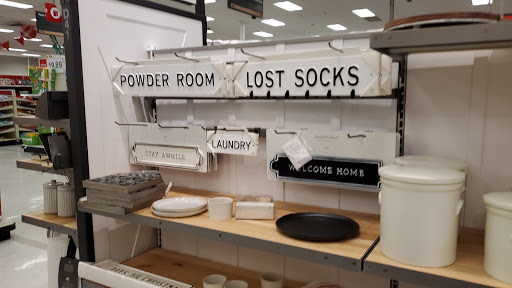 POWDER ROOM
LOST SOCKS
STAY AWHILE
LAUNDRY
WELCOME HOME